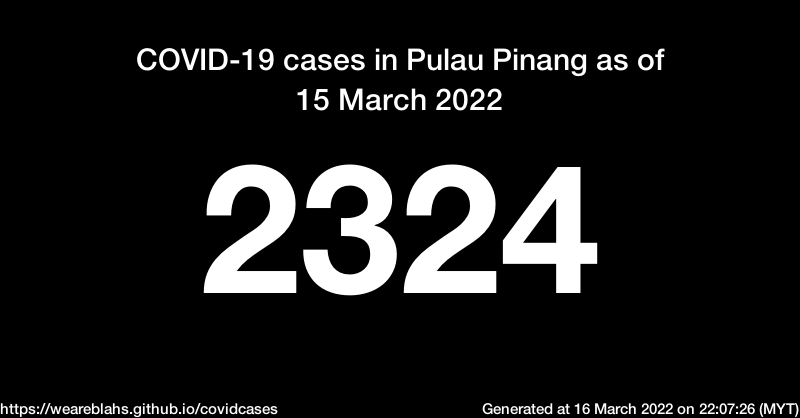 COVID-19 cases in Pulau Pinang as of
15 March 2022
2324
https://weareblahs.github.io/covidcases
Generated at 16 March 2022 on 22:07:26 (MYT)